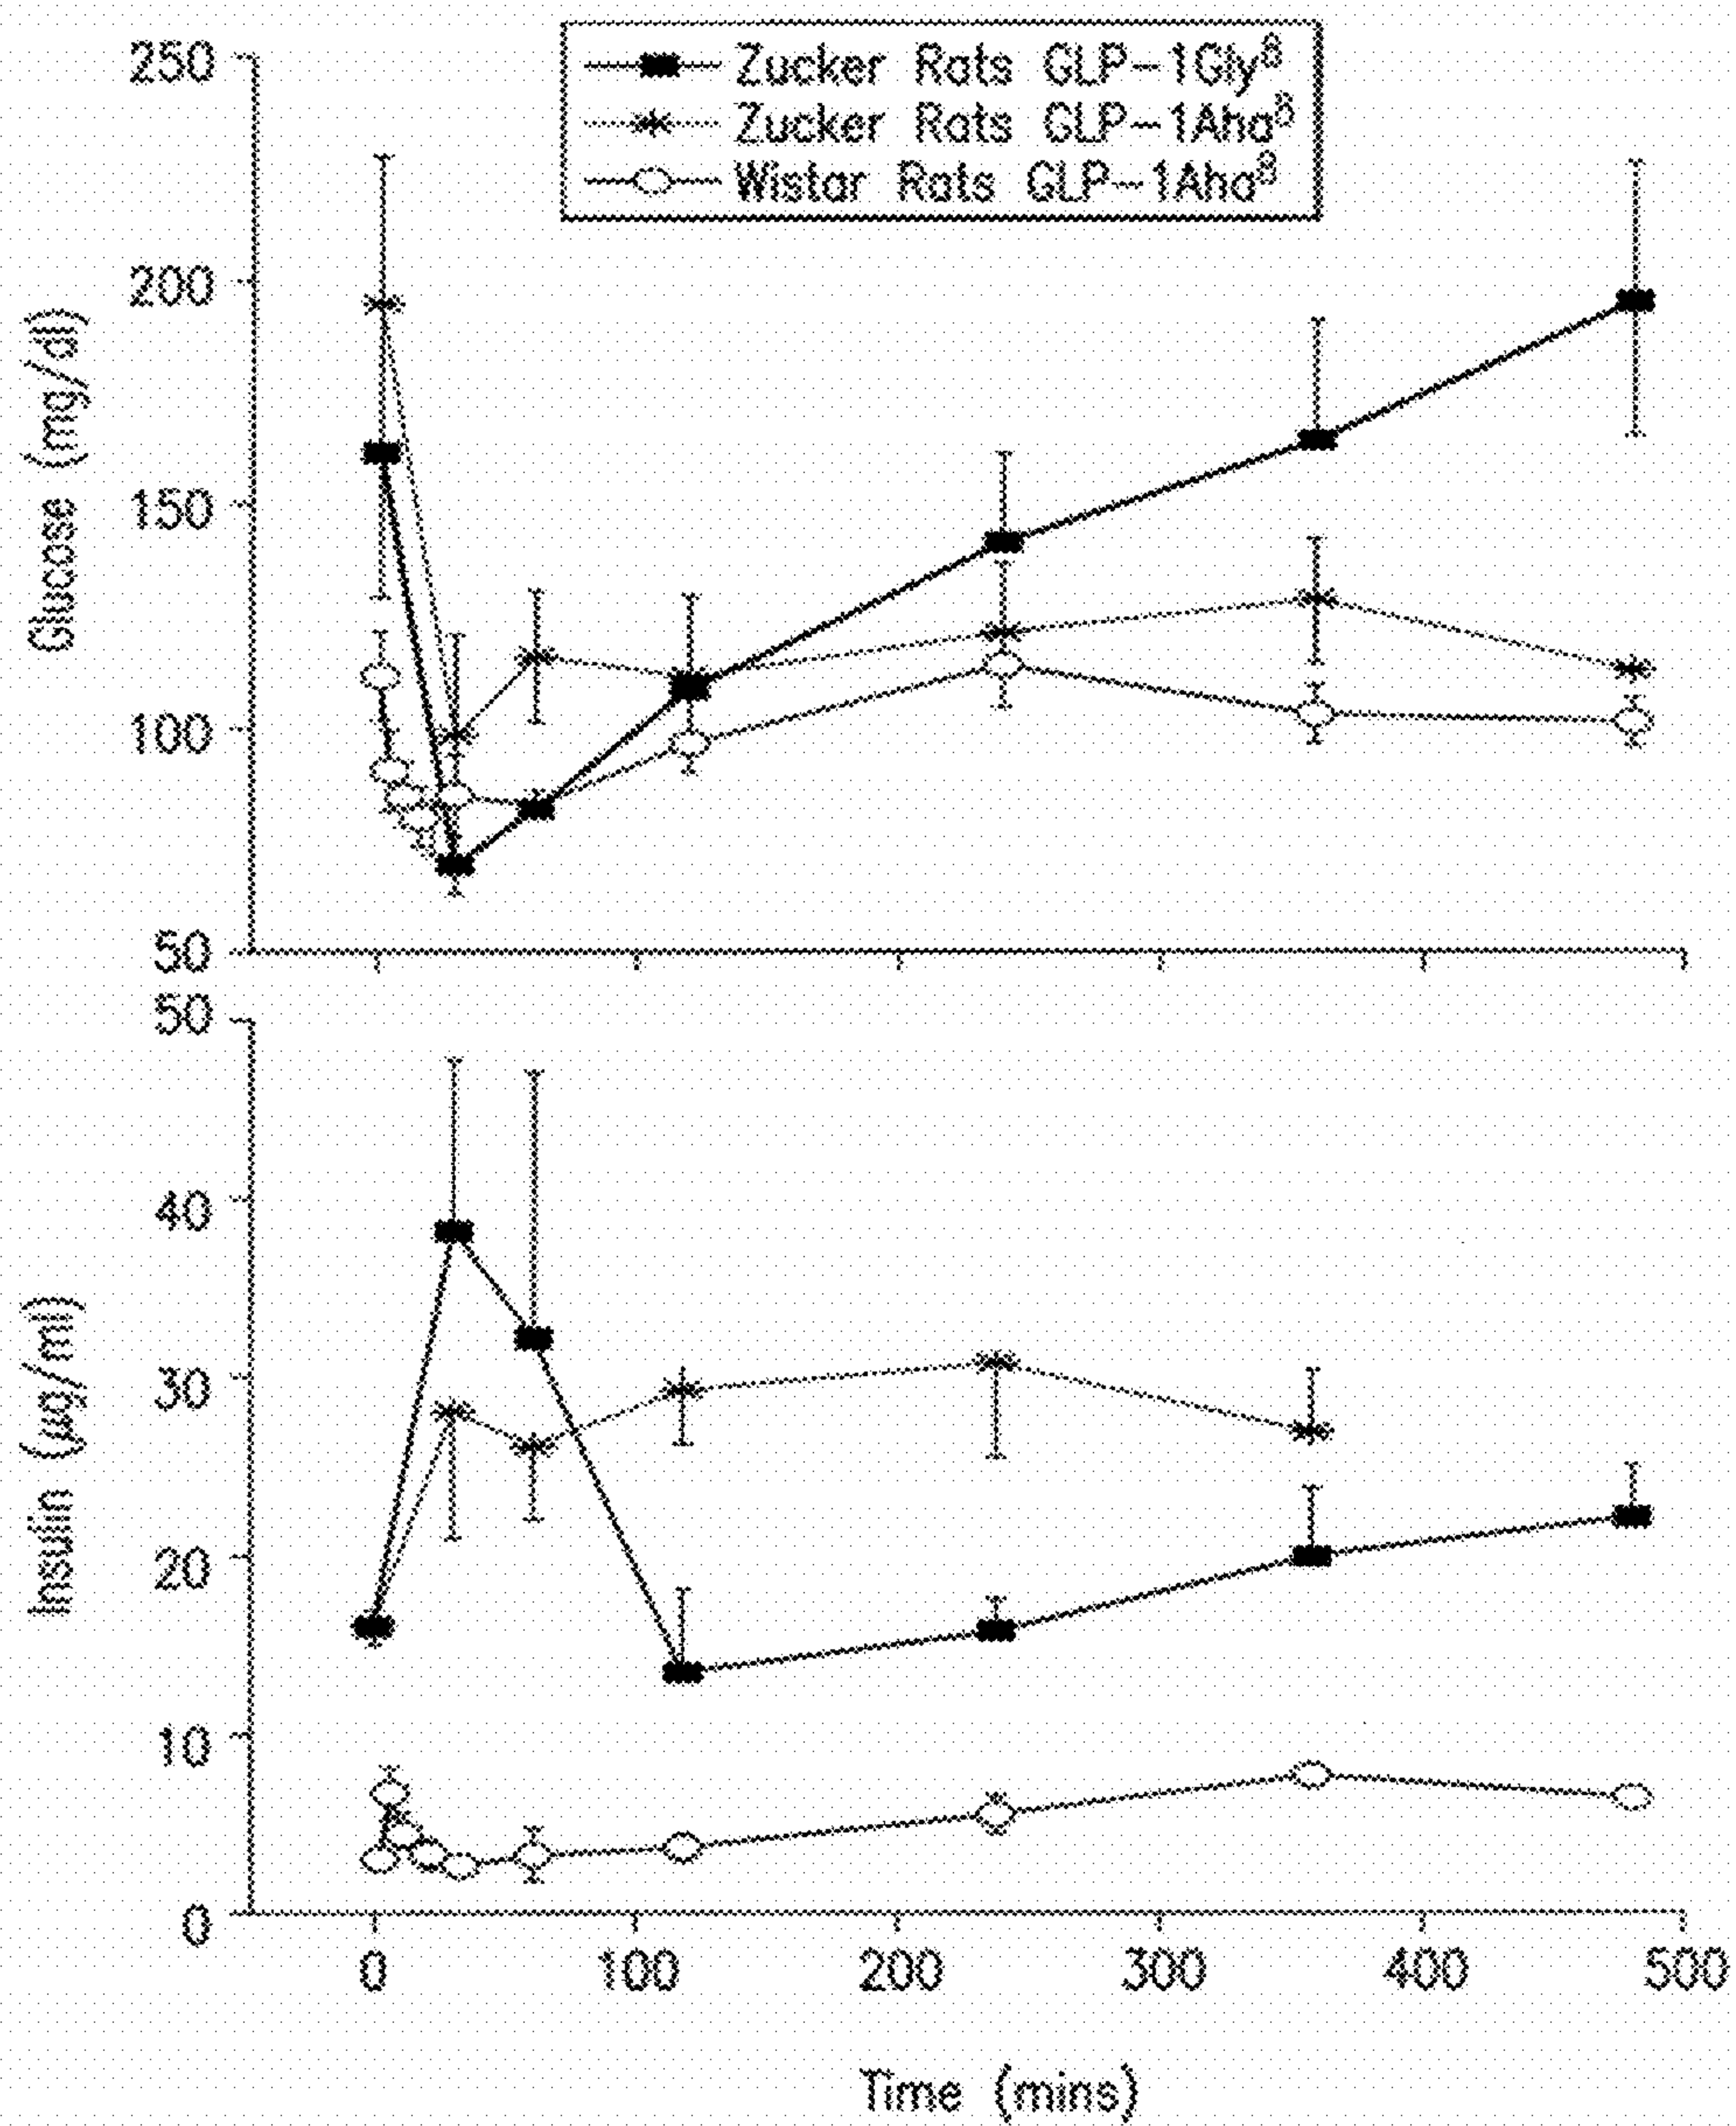 Zucker Rats GLP-1Gly⁸
Zucker Rats GLP-1Aha⁸
Wistar Rats GLP-1Aha⁸
250
200
150
100
50
Glucose (mg/dl)
50
40
30
20
10
0
Insulin (µg/ml)
0 100 200 300 400 500
Time (mins)